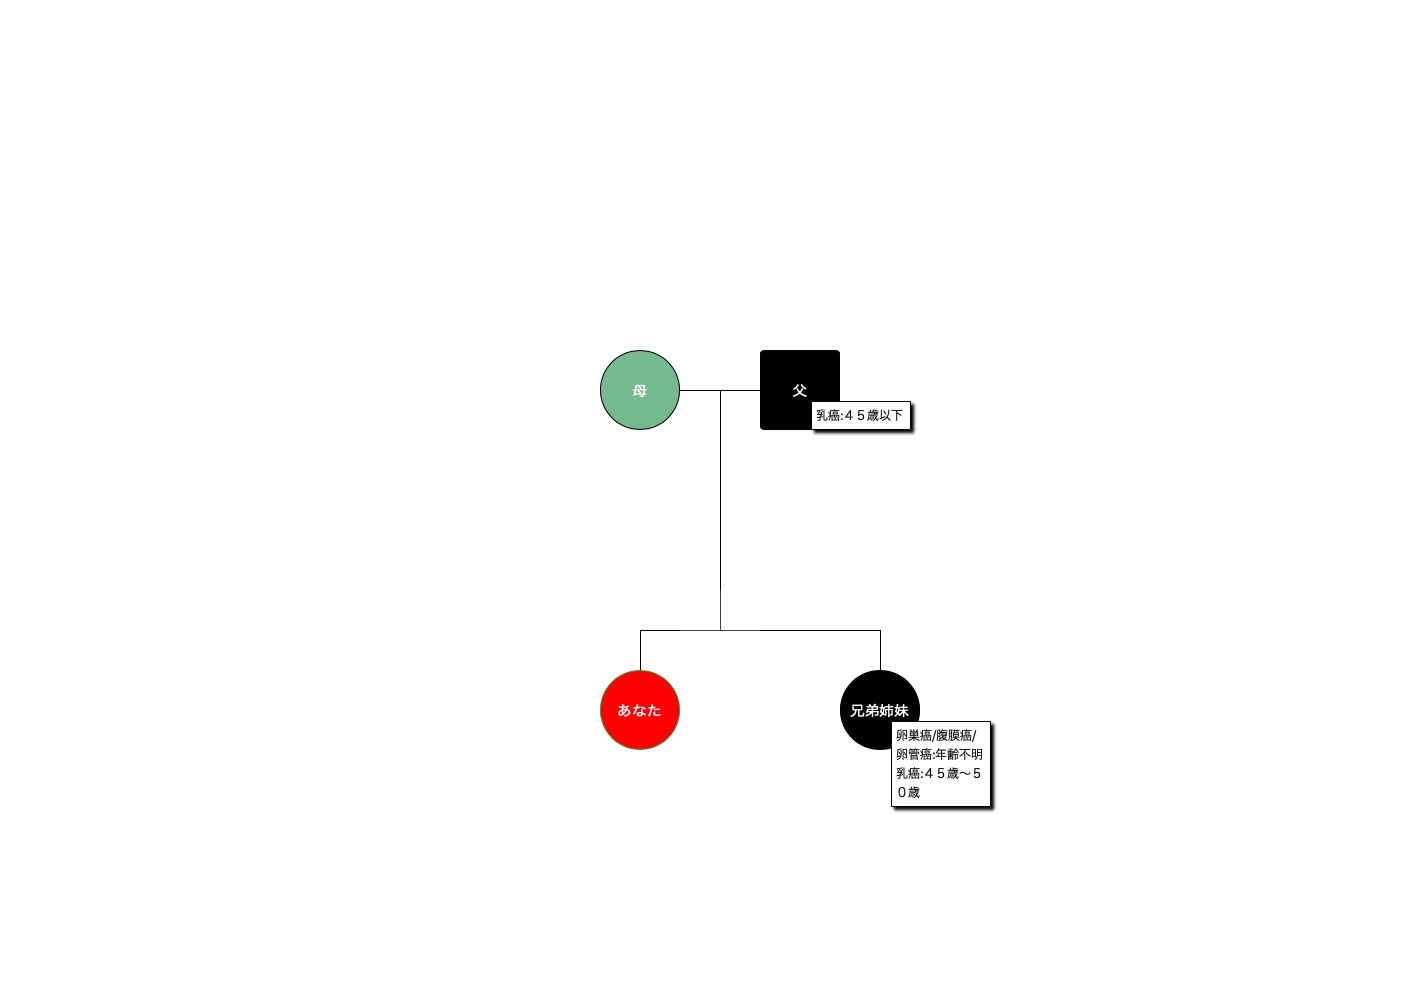 母
父
乳癌:４５歳以下
あなた
兄弟姉妹
卵巣癌/腹膜癌/
卵管癌:年齢不明
乳癌:４５歳〜５
０歳